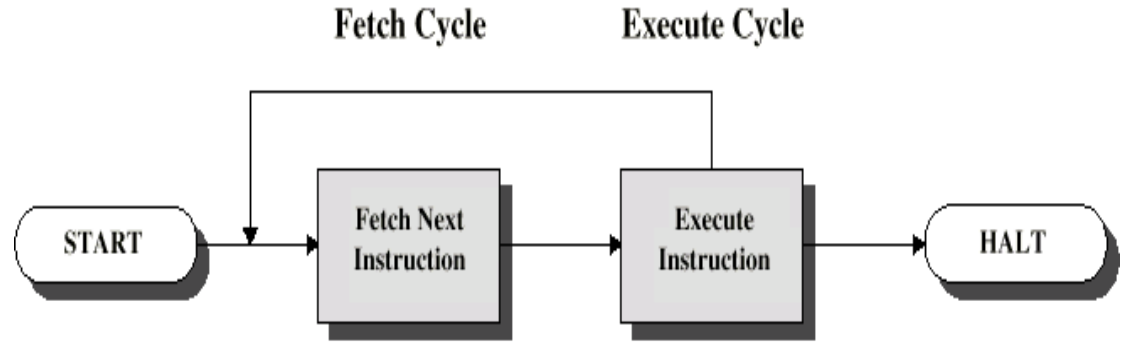 Fetch Cycle
Execute Cycle
START
Fetch Next
Instruction
Execute
Instruction
HALT